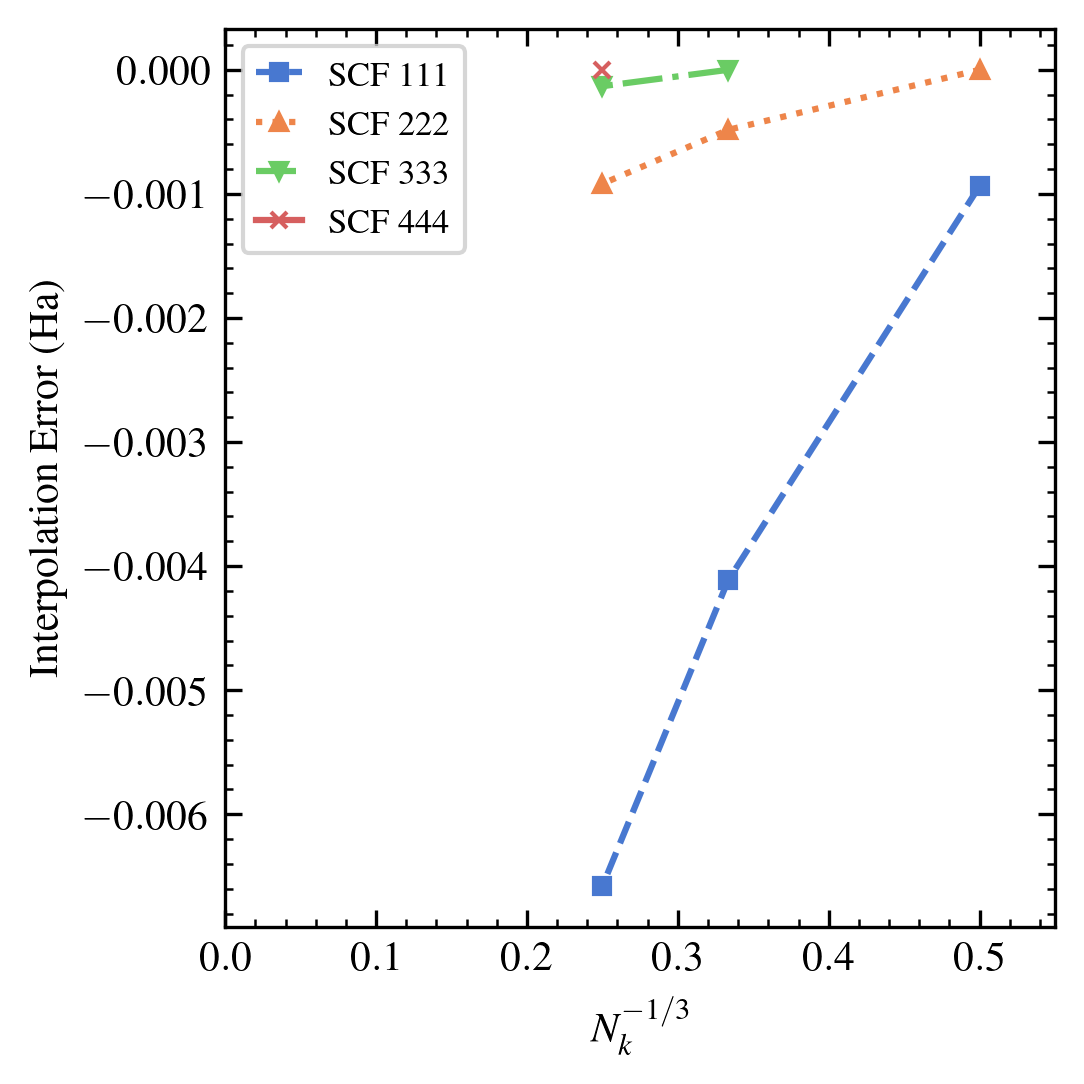 SCF 111
SCF 222
SCF 333
SCF 444
0.000
−0.001
−0.002
−0.003
−0.004
−0.005
−0.006
Interpolation Error (Ha)
0.0 0.1 0.2 0.3 0.4 0.5
$N_k^{-1/3}$